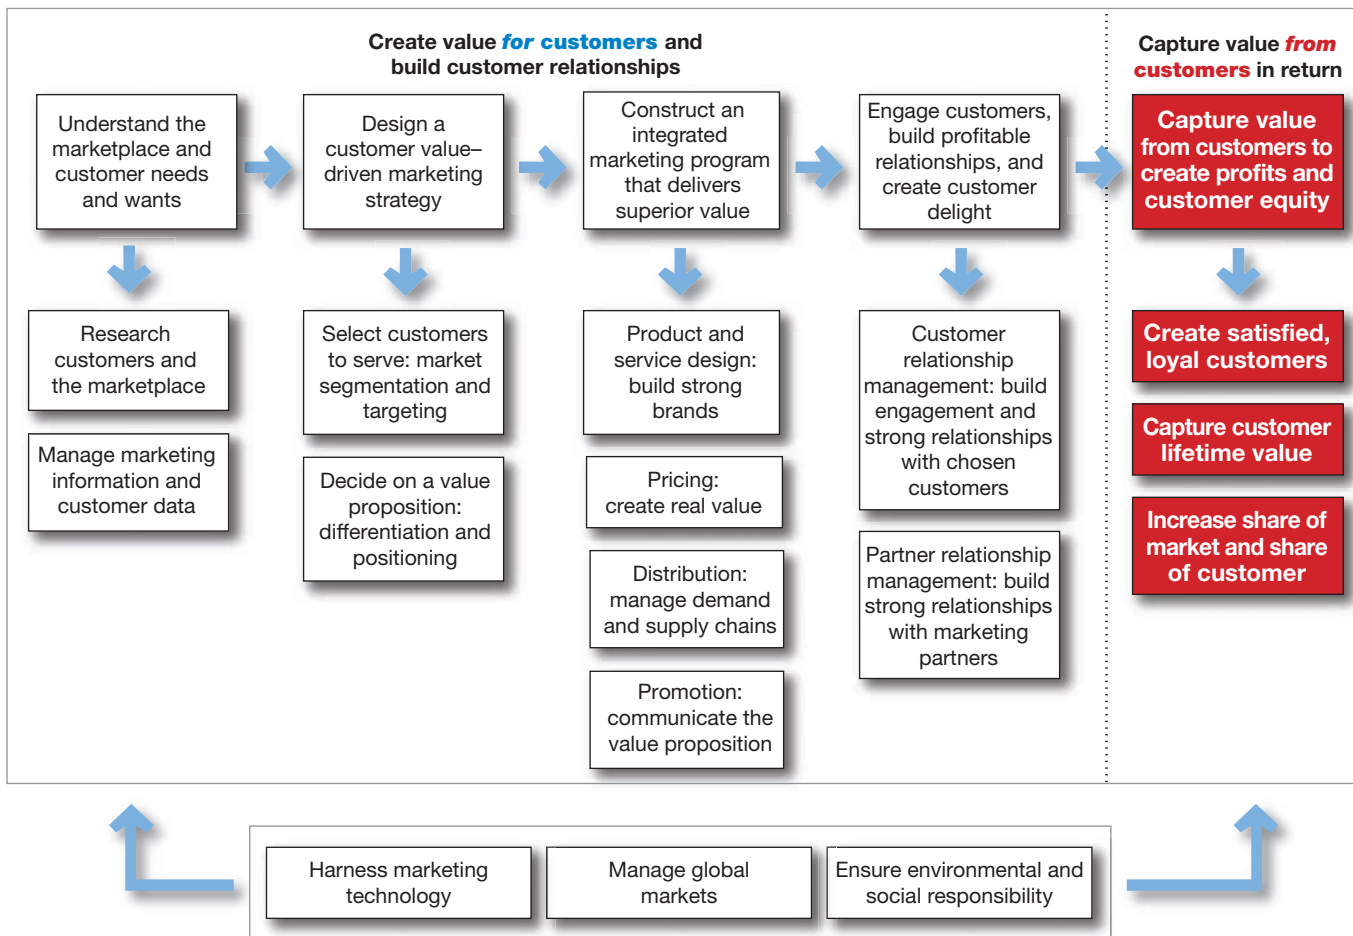 Create value for customers and
build customer relationships
Capture value from
customers in return
Understand the
marketplace and
customer needs
and wants
Design a
customer value–
driven marketing
strategy
Construct an
integrated
marketing program
that delivers
superior value
Engage customers,
build profitable
relationships, and
create customer
delight
Capture value
from customers to
create profits and
customer equity
Research
customers and
the marketplace
Manage marketing
information and
customer data
Select customers
to serve: market
segmentation and
targeting
Decide on a value
proposition:
differentiation and
positioning
Product and
service design:
build strong
brands
Pricing:
create real value
Distribution:
manage demand
and supply chains
Promotion:
communicate the
value proposition
Customer
relationship
management: build
engagement and
strong relationships
with chosen
customers
Partner relationship
management: build
strong relationships
with marketing
partners
Create satisfied,
loyal customers
Capture customer
lifetime value
Increase share of
market and share
of customer
Harness marketing
technology
Manage global
markets
Ensure environmental and
social responsibility